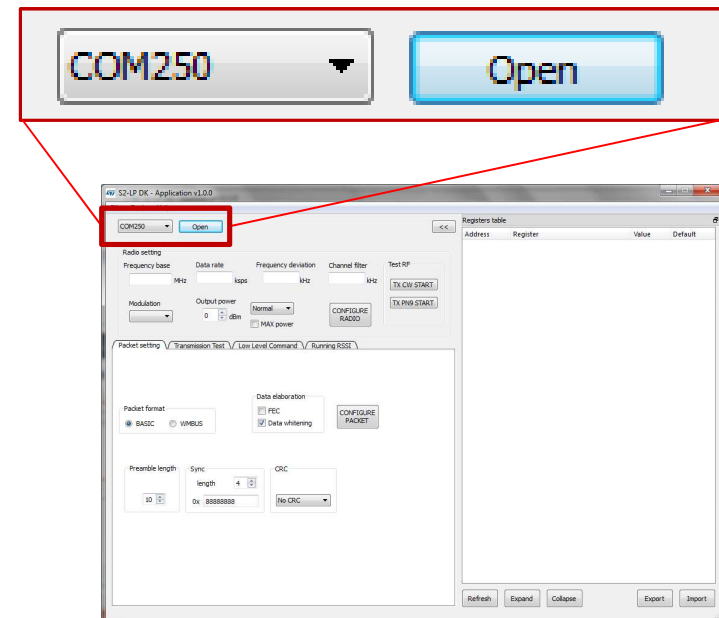 COM250 Open
S2-LP DK - Application v1.0.0
COM250 Open <<
Registers table
Address Register Value Default
Radio setting
Frequency base Data rate Frequency deviation Channel filter Test RF
MHz ksps kHz kHz TX CW START
Modulation Output power Normal TX PN9 START
0 dBm MAX power CONFIGURE RADIO
Packet setting Transmission Test Low Level Command Running RSSI
Packet format Data elaboration
BASIC WMBUS FEC CONFIGURE PACKET
Data whitening
Preamble length Sync CRC
length 4
10 0x 88888888 No CRC
Refresh Expand Collapse Export Import